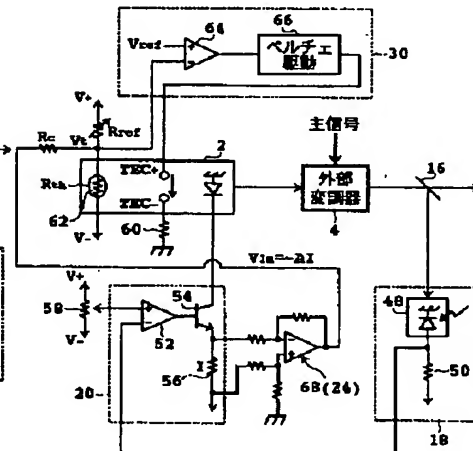 64
66
Vref
ペルチェ
駆動
30
V+
Rc
Vt
Rref
2
主信号
16
TEC+
Rth
外部
変調器
62
TEC-
4
V-
60
V1a=-AI
V+
58
54
48
V-
52
I
50
56
20
68(24)
18